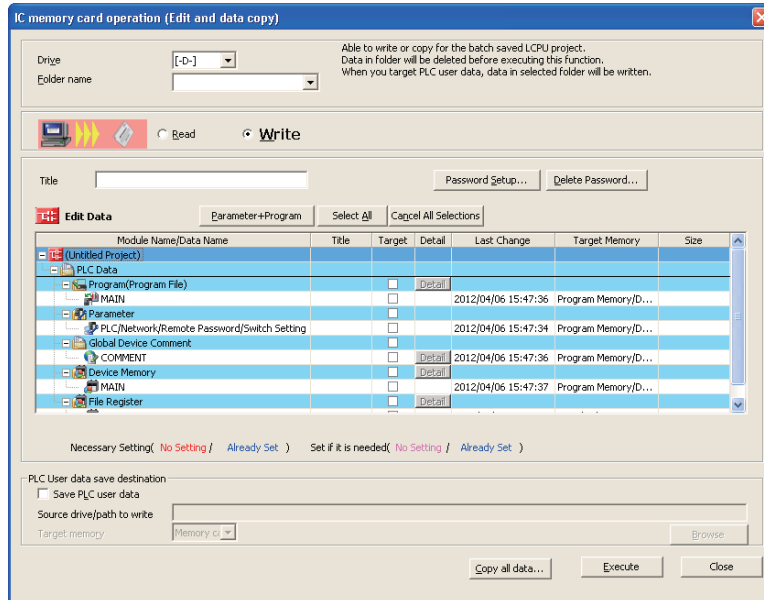 IC memory card operation (Edit and data copy)
Drive [-D-]
Folder name
Able to write or copy for the batch saved LCPU project.
Data in folder will be deleted before executing this function.
When you target PLC user data, data in selected folder will be written.
Read Write
Title Password Setup... Delete Password...
Edit Data Parameter+Program Select All Cancel All Selections
Module Name/Data Name Title Target Detail Last Change Target Memory Size
(Untitled Project)
PLC Data
Program(Program File) Detail
MAIN 2012/04/06 15:47:36 Program Memory/D...
Parameter
PLC/Network/Remote Password/Switch Setting 2012/04/06 15:47:34 Program Memory/D...
Global Device Comment
COMMENT Detail 2012/04/06 15:47:36 Program Memory/D...
Device Memory Detail
MAIN 2012/04/06 15:47:37 Program Memory/D...
File Register Detail
Necessary Setting( No Setting / Already Set ) Set if it is needed( No Setting / Already Set )
PLC User data save destination
Save PLC user data
Source drive/path to write
Target memory Memory Browse
Copy all data... Execute Close